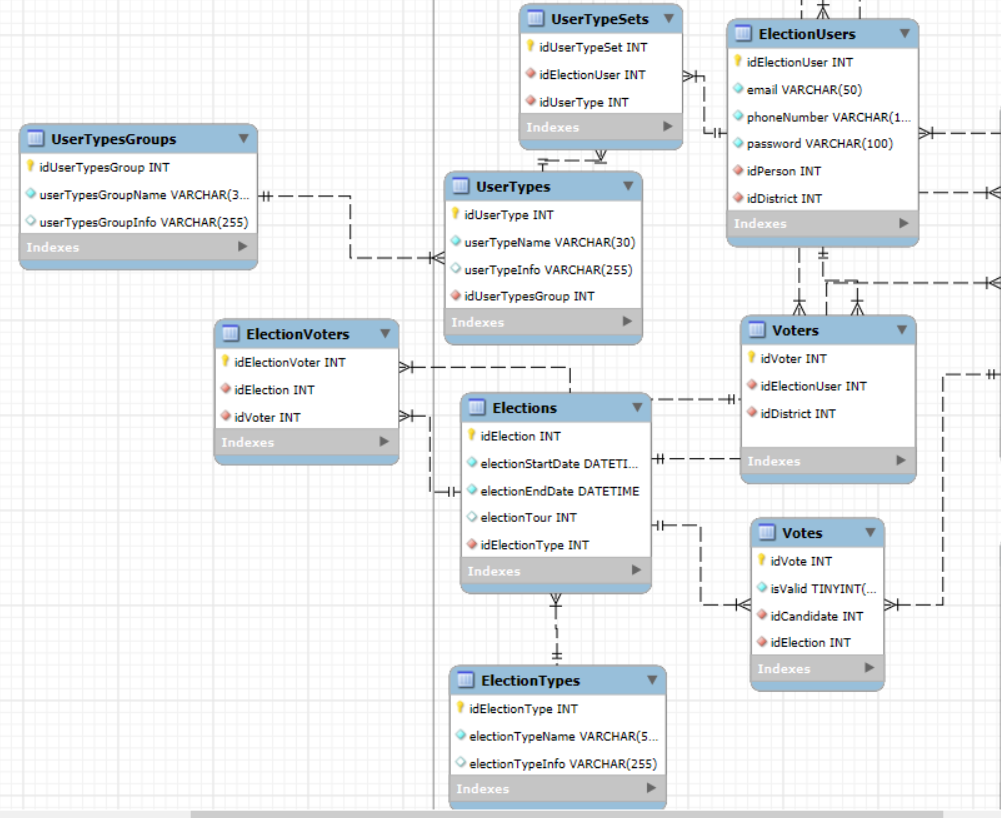 UserTypeSets
idUserTypeSet INT
idElectionUser INT
idUserType INT
Indexes
ElectionUsers
idElectionUser INT
email VARCHAR(50)
phoneNumber VARCHAR(1...
password VARCHAR(100)
idPerson INT
idDistrict INT
Indexes
UserTypesGroups
idUserTypesGroup INT
userTypesGroupName VARCHAR(3...
userTypesGroupInfo VARCHAR(255)
Indexes
UserTypes
idUserType INT
userTypeName VARCHAR(30)
userTypeInfo VARCHAR(255)
idUserTypesGroup INT
Indexes
ElectionVoters
idElectionVoter INT
idElection INT
idVoter INT
Indexes
Voters
idVoter INT
idElectionUser INT
idDistrict INT
Indexes
Elections
idElection INT
electionStartDate DATETI...
electionEndDate DATETIME
electionTour INT
idElectionType INT
Indexes
Votes
idVote INT
isValid TINYINT(...
idCandidate INT
idElection INT
Indexes
ElectionTypes
idElectionType INT
electionTypeName VARCHAR(5...
electionTypeInfo VARCHAR(255)
Indexes